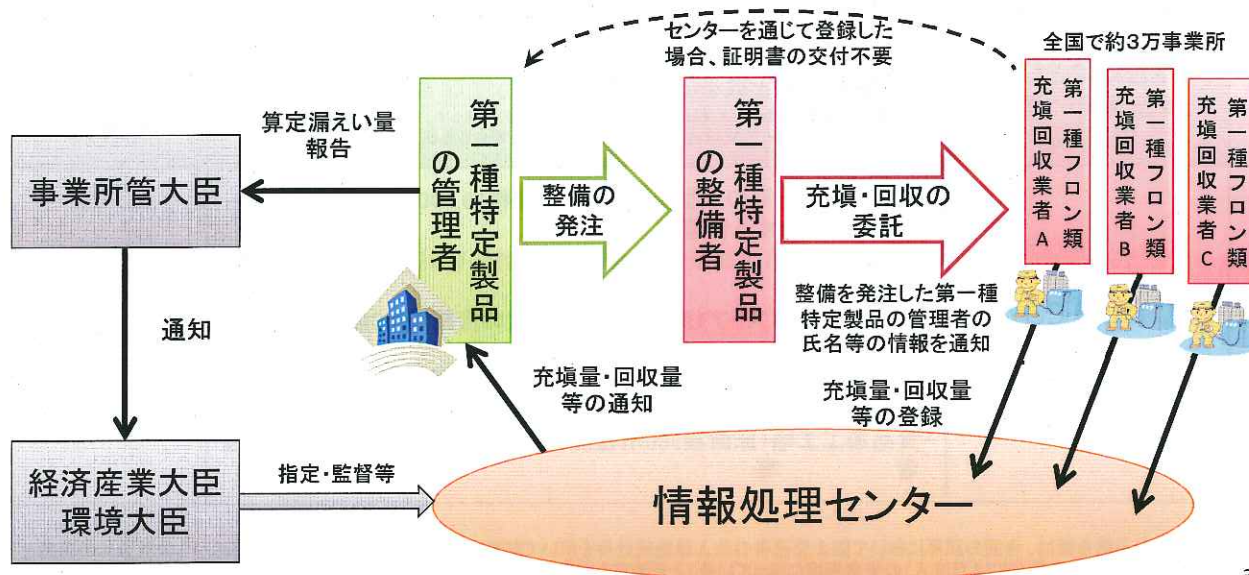 センターを通じて登録した
場合、証明書の交付不要
全国で約3万事業所
算定漏えい量
報告
事業所管大臣
第一種特定製品
の管理者
整備の
発注
第一種特定製品
の整備者
充塡・回収の
委託
第一種フロン類
充塡回収業者A
第一種フロン類
充塡回収業者B
第一種フロン類
充塡回収業者C
整備を発注した第一種
特定製品の管理者の
氏名等の情報を通知
通知
充塡量・回収量
等の通知
充塡量・回収量
等の登録
経済産業大臣
環境大臣
指定・監督等
情報処理センター